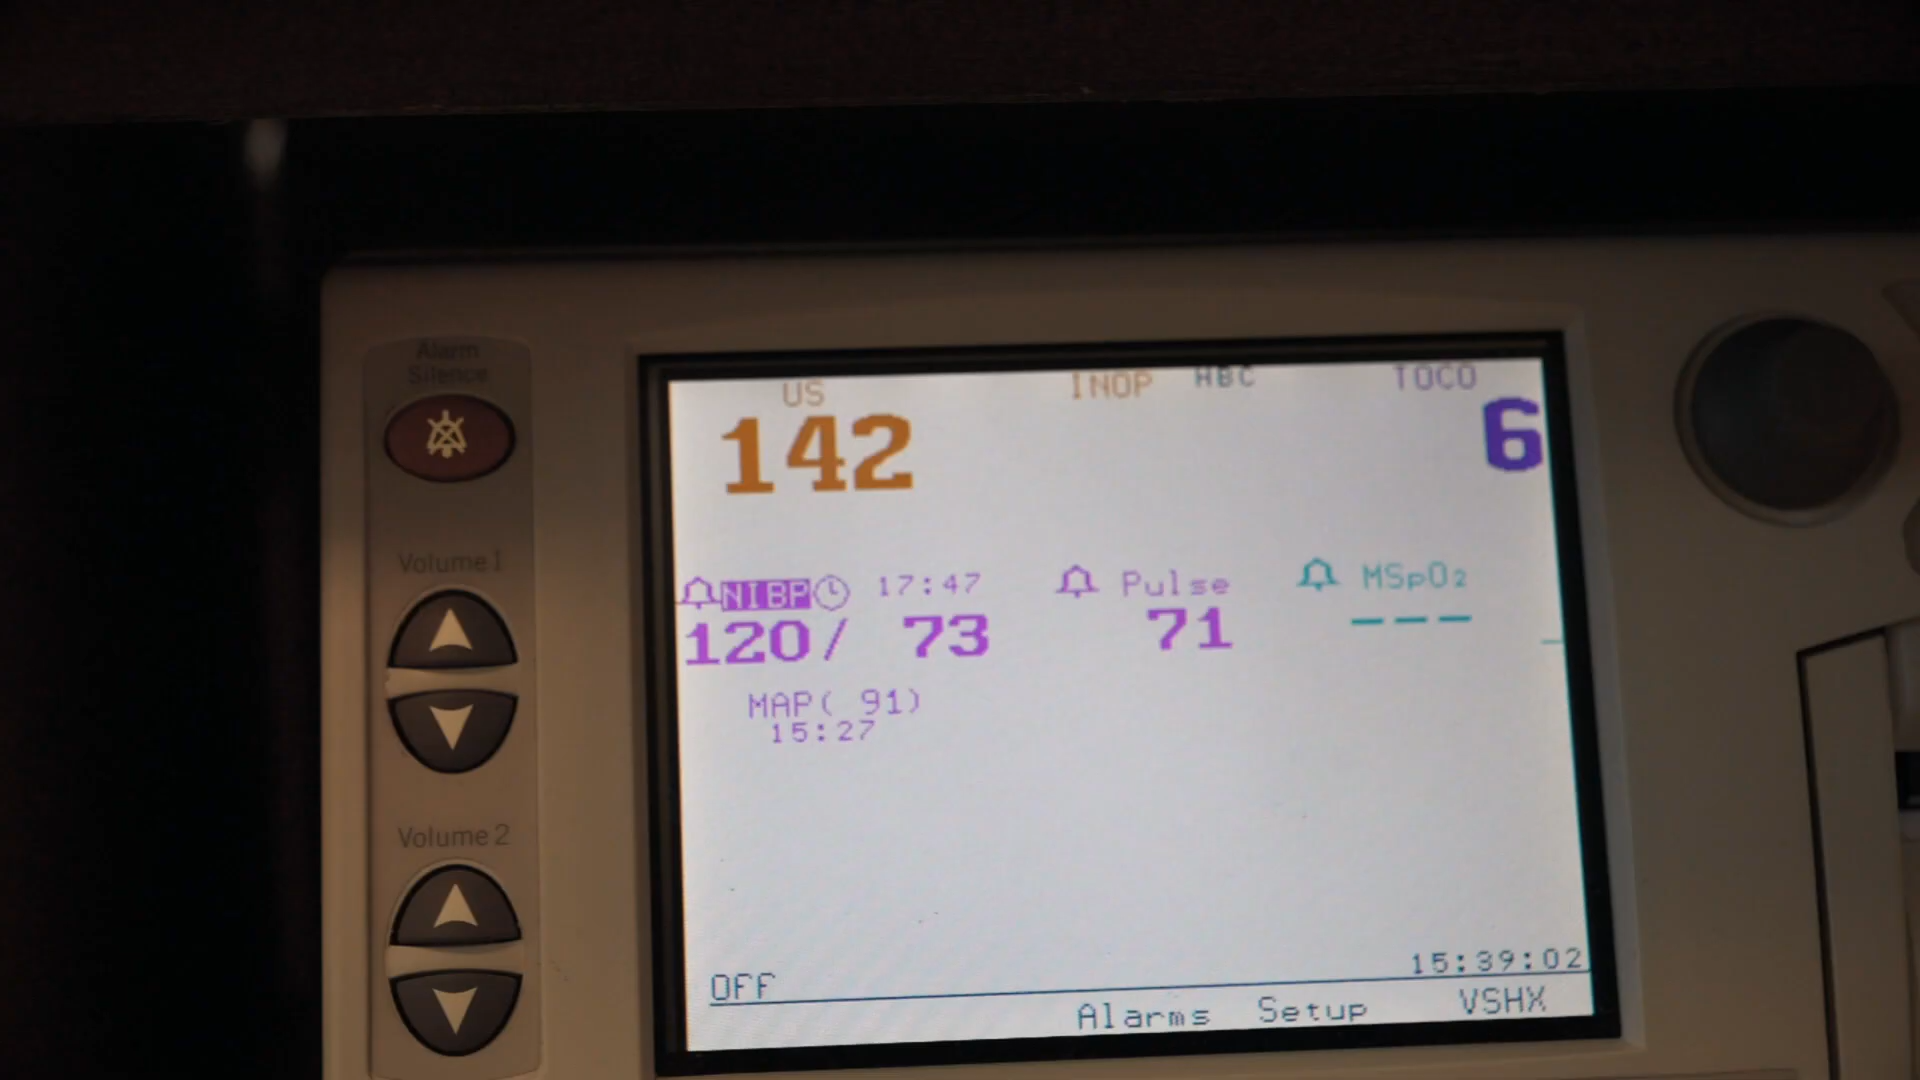 Alarm
Silence
Volume 1
Volume 2
US INOP HBC TOCO
142 6
NIBP 17:47 Pulse MSpO2
120/ 73 71 ---
MAP( 91)
15:27
15:39:02
OFF
Alarms Setup VSHX